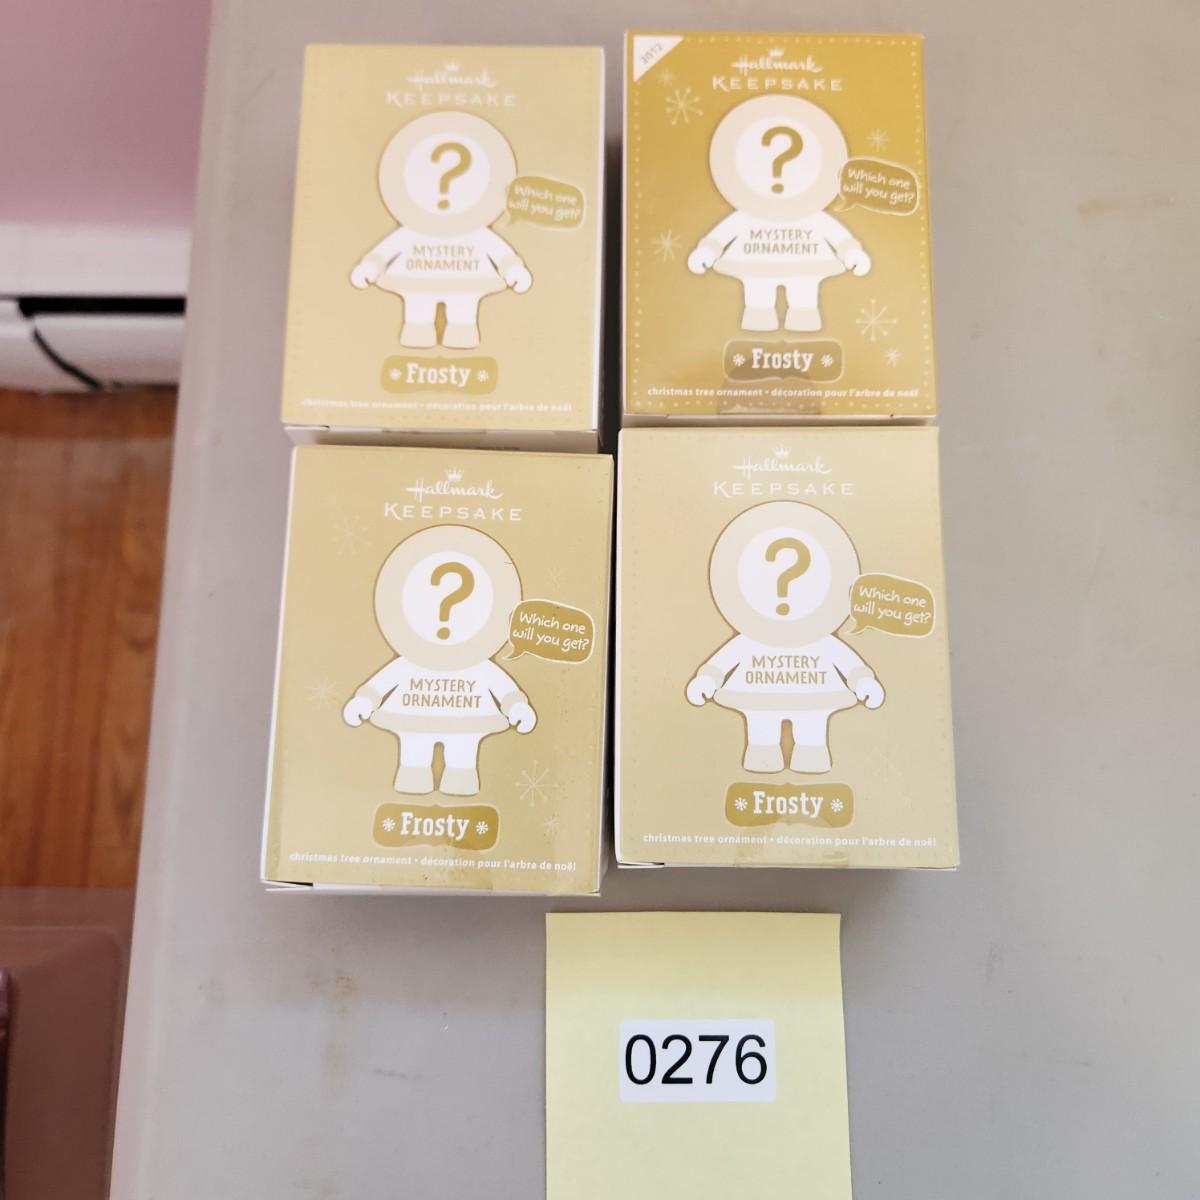 Hallmark
KEEPSAKE
?
Which one
will you get?
MYSTERY
ORNAMENT
Frosty
christmas tree ornament • décoration pour l'arbre de noël
2012
Hallmark
KEEPSAKE
?
Which one
will you get?
MYSTERY
ORNAMENT
Frosty
christmas tree ornament • décoration pour l'arbre de noël
Hallmark
KEEPSAKE
?
Which one
will you get?
MYSTERY
ORNAMENT
Frosty
christmas tree ornament • décoration pour l'arbre de noël
Hallmark
KEEPSAKE
?
Which one
will you get?
MYSTERY
ORNAMENT
Frosty
christmas tree ornament • décoration pour l'arbre de noël
0276